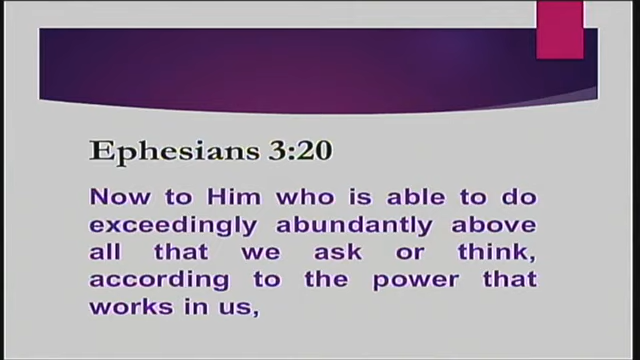 Ephesians 3:20
Now to Him who is able to do
exceedingly abundantly above
all that we ask or think,
according to the power that
works in us,